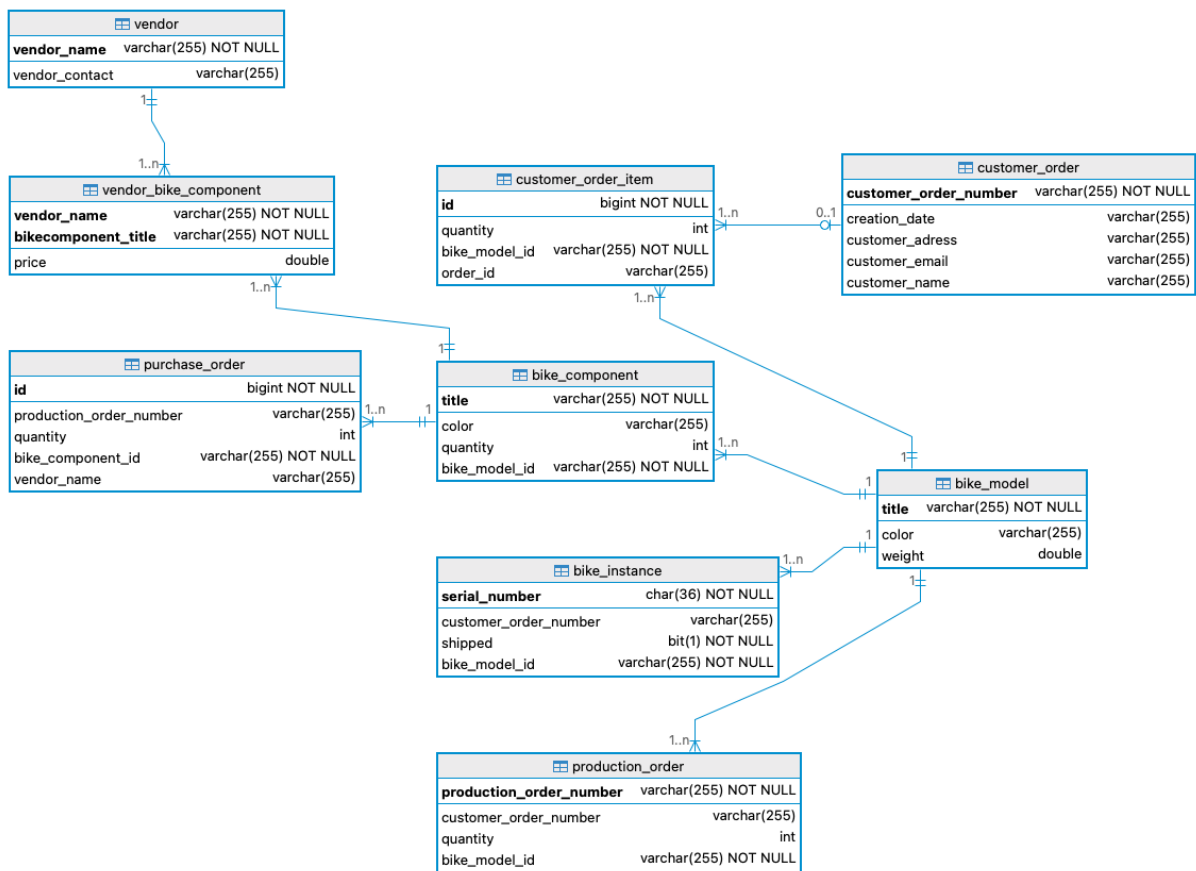 vendor
vendor_name varchar(255) NOT NULL
vendor_contact varchar(255)
1
1..n
vendor_bike_component
vendor_name varchar(255) NOT NULL
bikecomponent_title varchar(255) NOT NULL
price double
1..n
1
customer_order_item
id bigint NOT NULL
quantity int
bike_model_id varchar(255) NOT NULL
order_id varchar(255)
1..n
0..1
1..n
1
customer_order
customer_order_number varchar(255) NOT NULL
creation_date varchar(255)
customer_adress varchar(255)
customer_email varchar(255)
customer_name varchar(255)
purchase_order
id bigint NOT NULL
production_order_number varchar(255)
quantity int
bike_component_id varchar(255) NOT NULL
vendor_name varchar(255)
1..n
1
bike_component
title varchar(255) NOT NULL
color varchar(255)
quantity int
bike_model_id varchar(255) NOT NULL
1..n
1
bike_model
title varchar(255) NOT NULL
color varchar(255)
weight double
1
1..n
bike_instance
serial_number char(36) NOT NULL
customer_order_number varchar(255)
shipped bit(1) NOT NULL
bike_model_id varchar(255) NOT NULL
1
1..n
production_order
production_order_number varchar(255) NOT NULL
customer_order_number varchar(255)
quantity int
bike_model_id varchar(255) NOT NULL